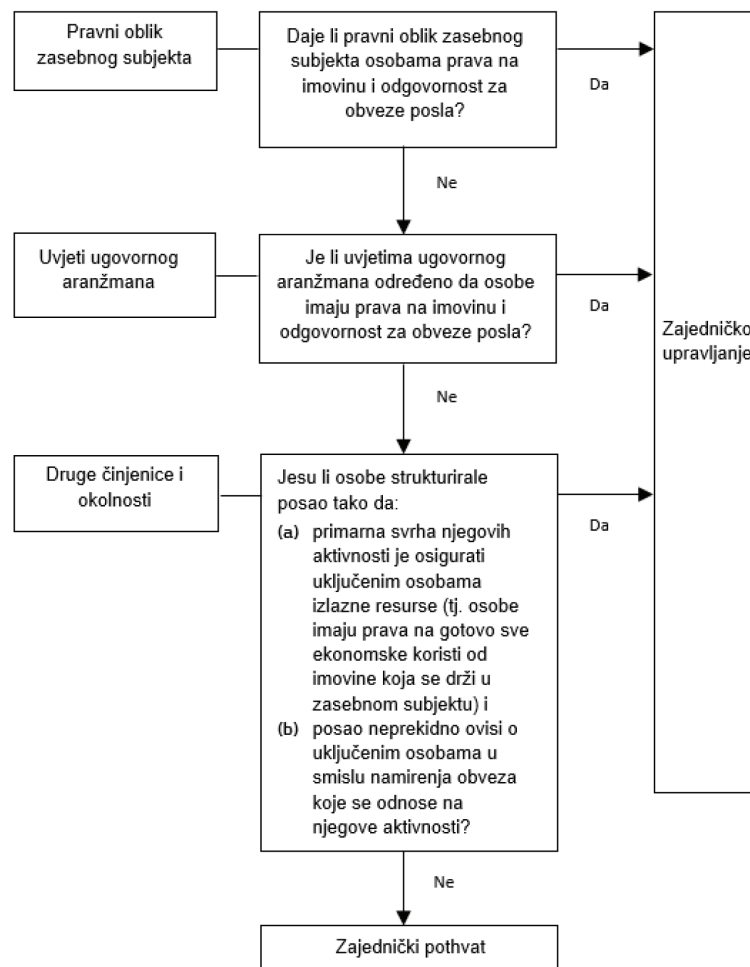 Pravni oblik
zasebnog subjekta
Daje li pravni oblik zasebnog
subjekta osobama prava na
imovinu i odgovornost za
obveze posla?
Da
Ne
Uvjeti ugovornog
aranžmana
Je li uvjetima ugovornog
aranžmana određeno da osobe
imaju prava na imovinu i
odgovornost za obveze posla?
Da
Zajedničko
upravljanje
Ne
Druge činjenice i
okolnosti
Jesu li osobe strukturirale
posao tako da:
(a) primarna svrha njegovih
aktivnosti je osigurati
uključenim osobama
izlazne resurse (tj. osobe
imaju prava na gotovo sve
ekonomske koristi od
imovine koja se drži u
zasebnom subjektu) i
(b) posao neprekidno ovisi o
uključenim osobama u
smislu namirenja obveza
koje se odnose na
njegove aktivnosti?
Da
Ne
Zajednički pothvat